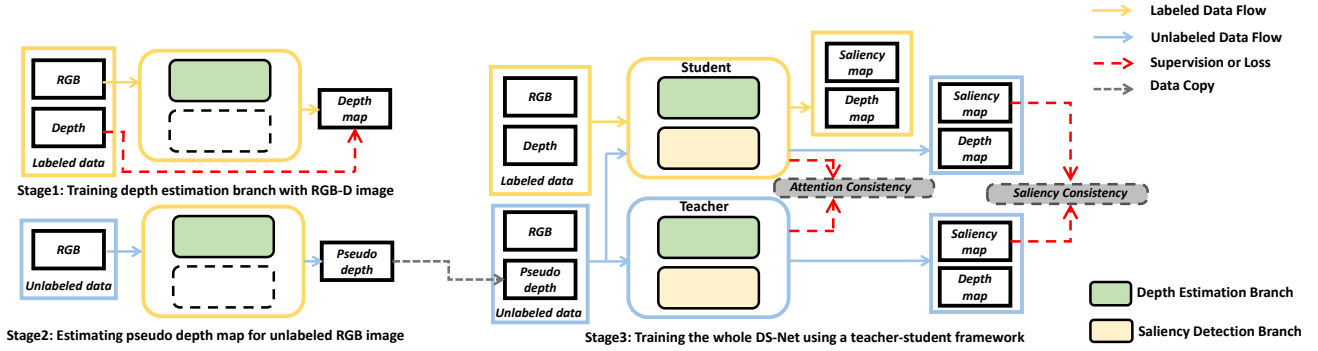 RGB
Depth
Labeled data
Depth
map
Stage1: Training depth estimation branch with RGB-D image
RGB
Unlabeled data
Pseudo
depth
Stage2: Estimating pseudo depth map for unlabeled RGB image
RGB
Depth
Labeled data
RGB
Pseudo
depth
Unlabeled data
Student
Teacher
Saliency
map
Depth
map
Attention Consistency
Saliency
map
Depth
map
Saliency Consistency
Saliency
map
Depth
map
Stage3: Training the whole DS-Net using a teacher-student framework
Labeled Data Flow
Unlabeled Data Flow
Supervision or Loss
Data Copy
Depth Estimation Branch
Saliency Detection Branch